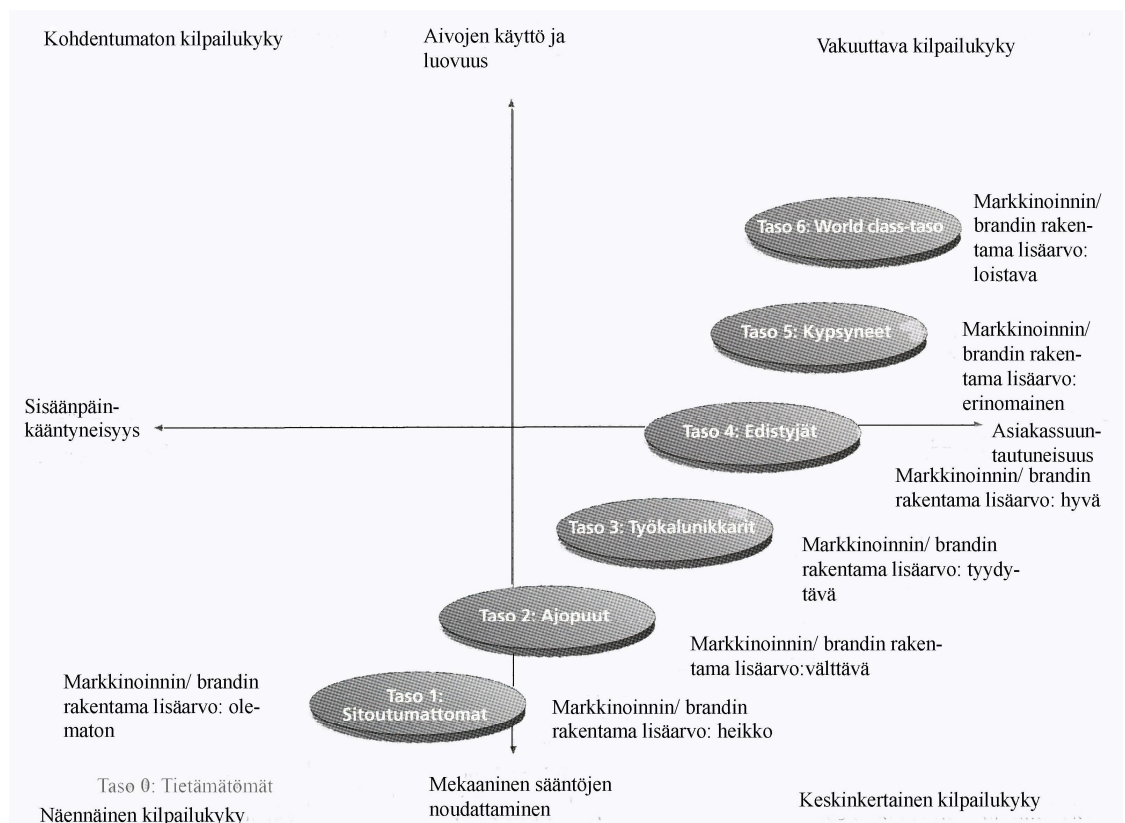 Kohdentumaton kilpailukyky
Aivojen käyttö ja
luovuus
Vakuuttava kilpailukyky
Taso 6: World class-taso
Markkinoinnin/
brandin raken-
tama lisäarvo:
loistava
Taso 5: Kypsyneet
Markkinoinnin/
brandin raken-
tama lisäarvo:
erinomainen
Sisäänpäin-
kääntyneisyys
Taso 4: Edistyjät
Asiakassuun-
tautuneisuus
Markkinoinnin/ brandin
rakentama lisäarvo: hyvä
Taso 3: Työkalunikkarit
Markkinoinnin/ brandin
rakentama lisäarvo: tyydy-
tävä
Taso 2: Ajopuut
Markkinoinnin/ brandin raken-
tama lisäarvo:välttävä
Markkinoinnin/ brandin
rakentama lisäarvo: ole-
maton
Taso 1:
Sitoutumattomat
Markkinoinnin/ brandin
rakentama lisäarvo: heikko
Taso 0: Tietämätömät
Näennäinen kilpailukyky
Mekaaninen sääntöjen
noudattaminen
Keskinkertainen kilpailukyky